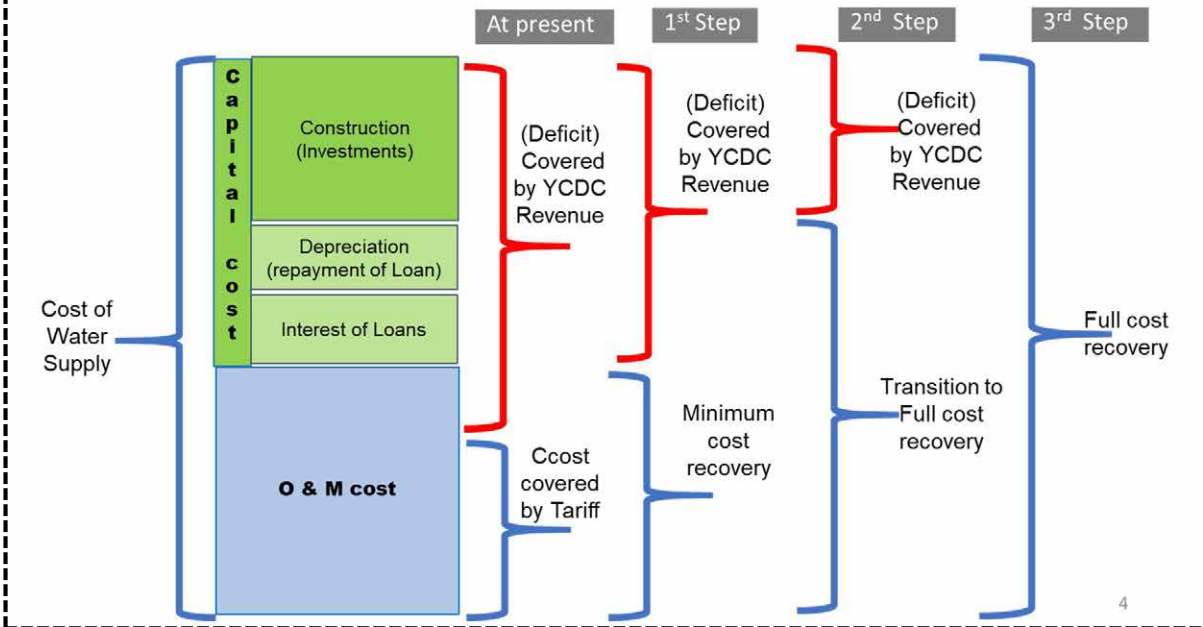 At present
1st Step
2nd Step
3rd Step
Cost of
Water
Supply
Capital cost
Construction
(Investments)
Depreciation
(repayment of Loan)
Interest of Loans
O & M cost
(Deficit)
Covered
by YCDC
Revenue
Ccost
covered
by Tariff
(Deficit)
Covered
by YCDC
Revenue
Minimum
cost
recovery
(Deficit)
Covered
by YCDC
Revenue
Transition to
Full cost
recovery
Full cost
recovery
4